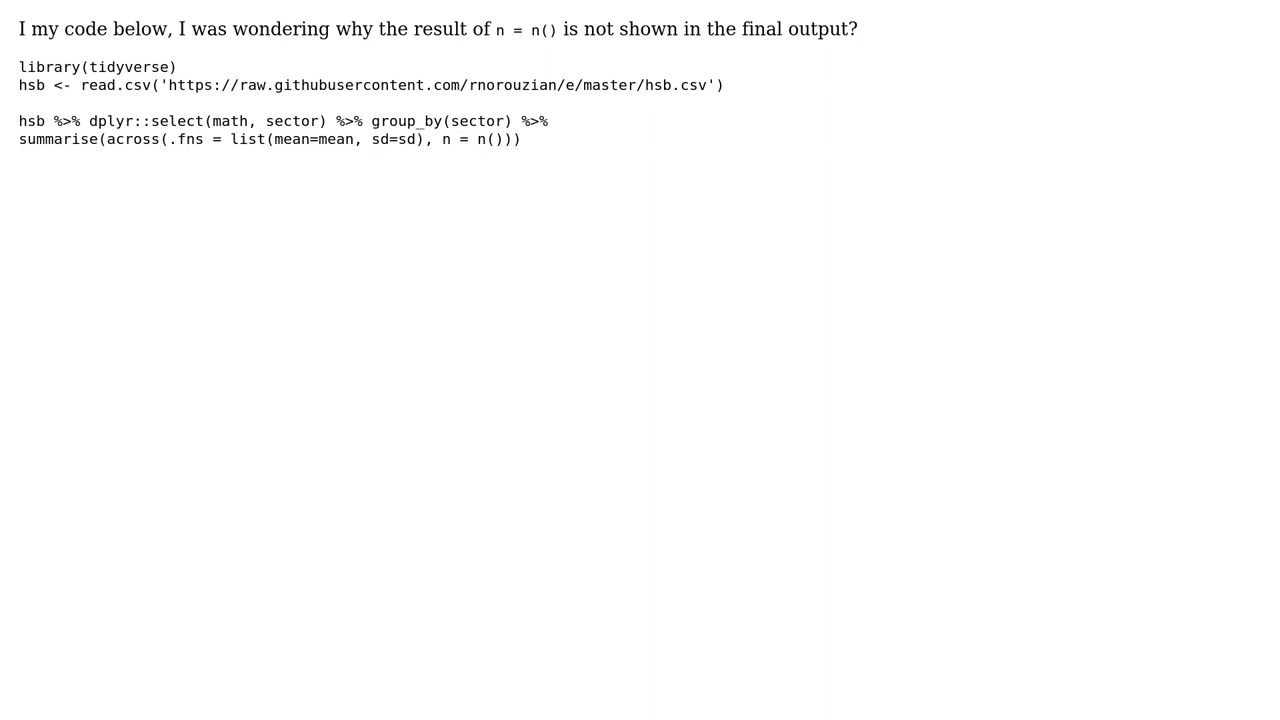 I my code below, I was wondering why the result of n = n() is not shown in the final output?
library(tidyverse)
hsb <- read.csv('https://raw.githubusercontent.com/rnorouzian/e/master/hsb.csv')
hsb %>% dplyr::select(math, sector) %>% group_by(sector) %>%
summarise(across(.fns = list(mean=mean, sd=sd), n = n()))